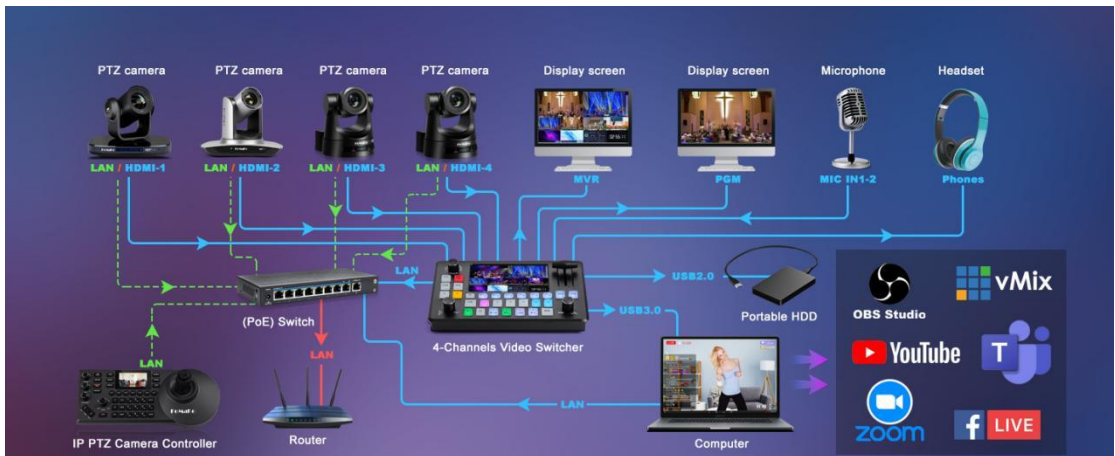 PTZ camera
PTZ camera
PTZ camera
PTZ camera
Display screen
Display screen
Microphone
Headset
LAN / HDMI-1
LAN / HDMI-2
LAN / HDMI-3
LAN / HDMI-4
MVR
PGM
MIC IN1-2
Phones
LAN
USB2.0
(PoE) Switch
USB3.0
Portable HDD
OBS Studio
vMix
4-Channels Video Switcher
LAN
LAN
YouTube
T
FoMaKo
LAN
zoom
f LIVE
IP PTZ Camera Controller
Router
Computer